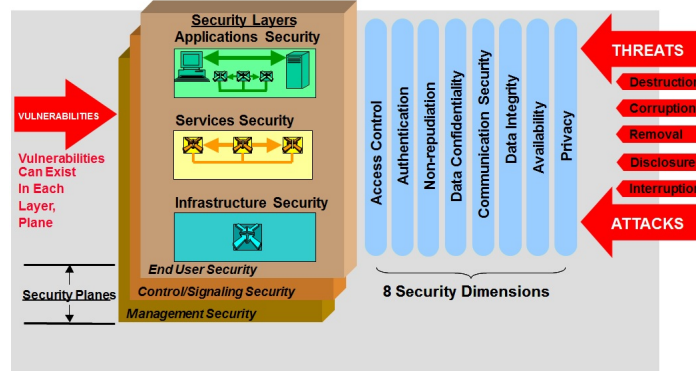 Security Layers
Applications Security
Services Security
Infrastructure Security
End User Security
Control/Signaling Security
Management Security
VULNERABILITIES
Vulnerabilities
Can Exist
In Each
Layer,
Plane
Security Planes
Access Control
Authentication
Non-repudiation
Data Confidentiality
Communication Security
Data Integrity
Availability
Privacy
8 Security Dimensions
THREATS
Destruction
Corruption
Removal
Disclosure
Interruption
ATTACKS